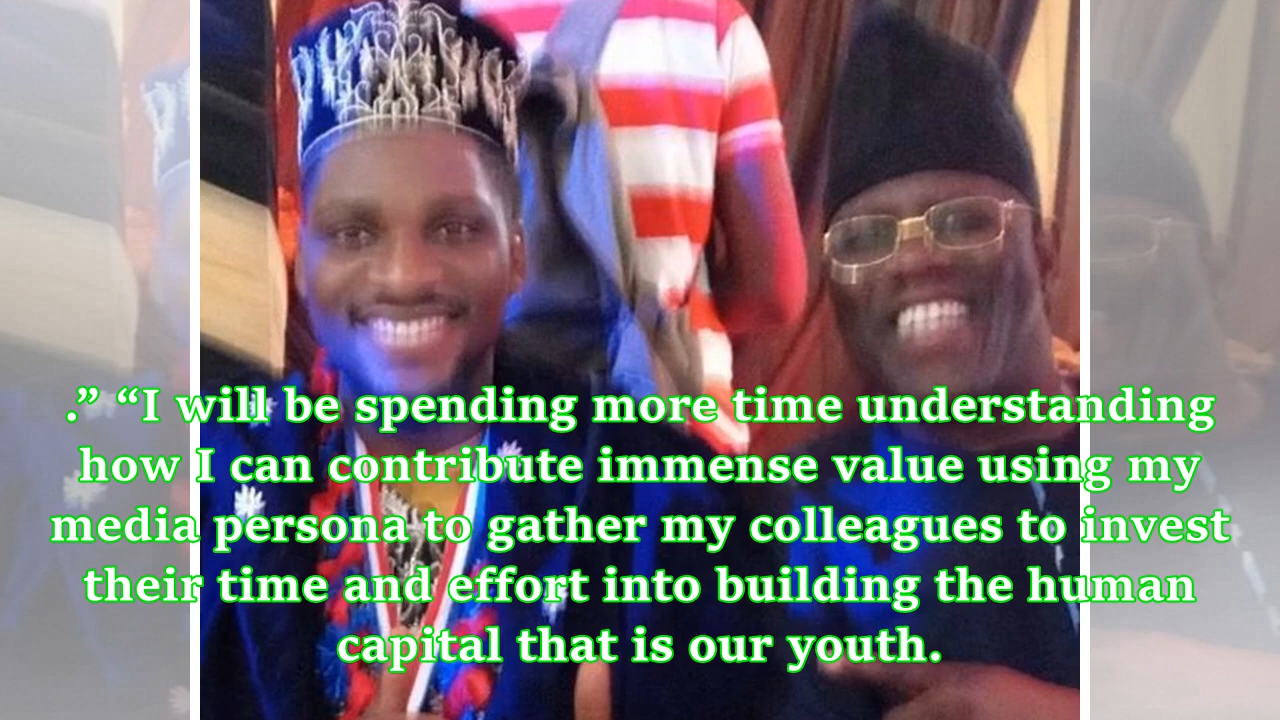 .” “I will be spending more time understanding
how I can contribute immense value using my
media persona to gather my colleagues to invest
their time and effort into building the human
capital that is our youth.